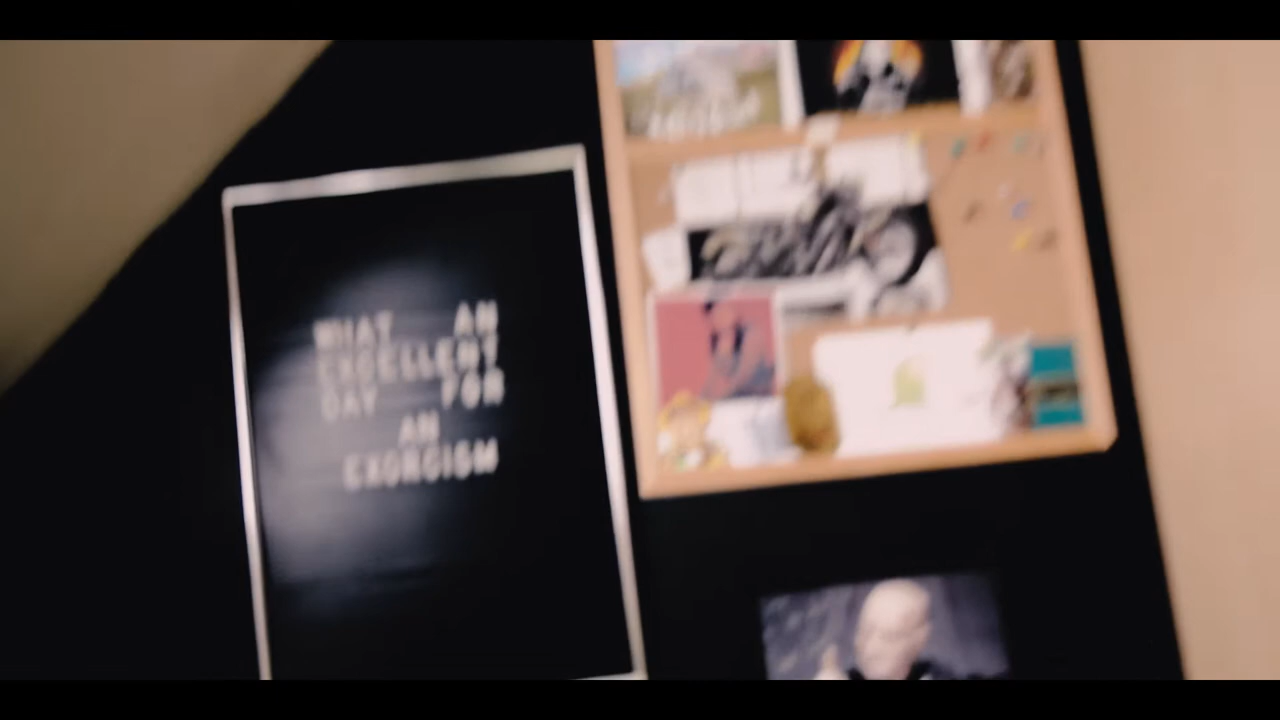 WHAT AN
EXCELLENT
DAY FOR
AN
EXORCISM